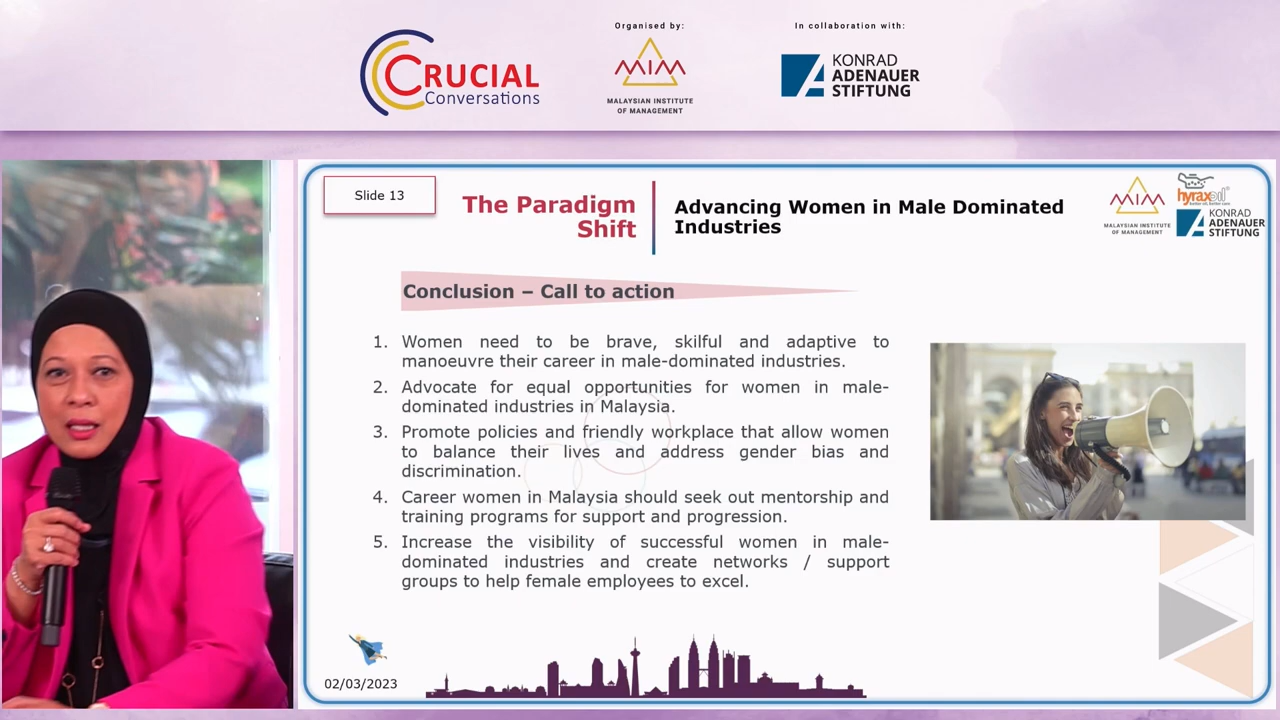 Organised by:
In collaboration with:
CRUCIAL
Conversations
MIM
MALAYSIAN INSTITUTE
OF MANAGEMENT
KONRAD
ADENAUER
STIFTUNG
Slide 13
The Paradigm
Shift
Advancing Women in Male Dominated
Industries
MIM
MALAYSIAN INSTITUTE
OF MANAGEMENT
hyraxoil
KONRAD
ADENAUER
STIFTUNG
Conclusion – Call to action
1. Women need to be brave, skilful and adaptive to
manoeuvre their career in male-dominated industries.
2. Advocate for equal opportunities for women in male-
dominated industries in Malaysia.
3. Promote policies and friendly workplace that allow women
to balance their lives and address gender bias and
discrimination.
4. Career women in Malaysia should seek out mentorship and
training programs for support and progression.
5. Increase the visibility of successful women in male-
dominated industries and create networks / support
groups to help female employees to excel.
02/03/2023